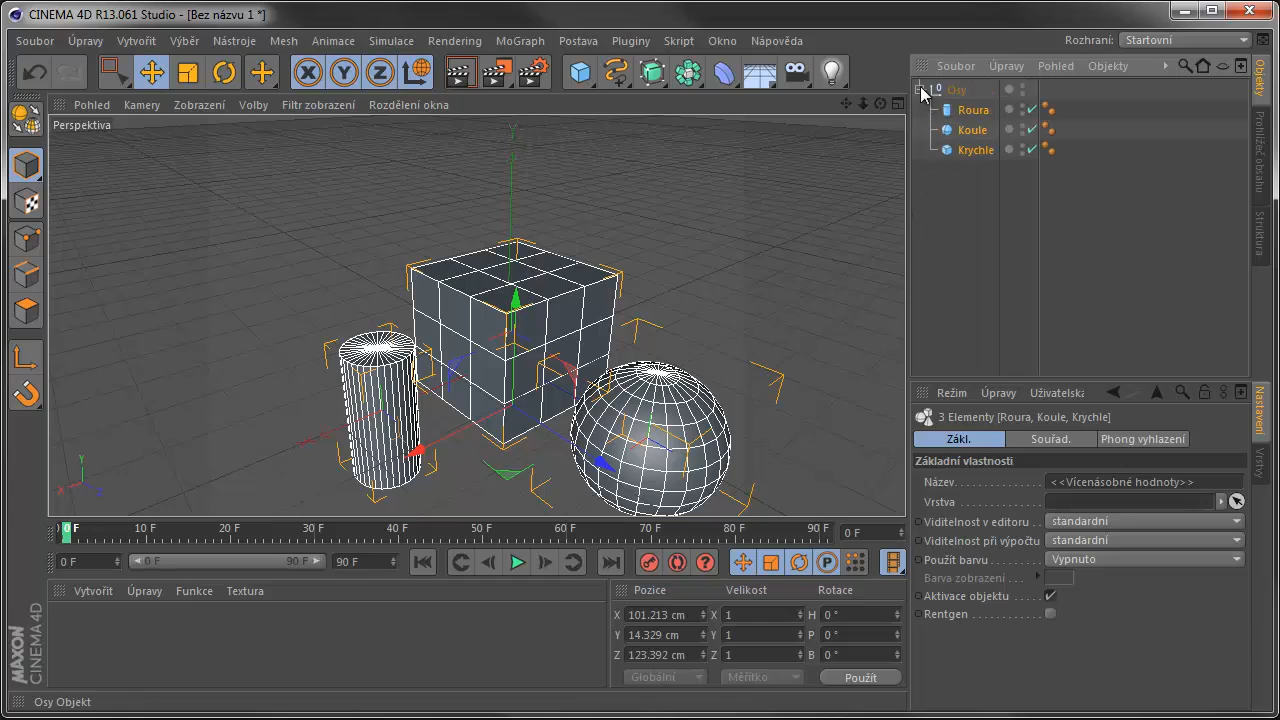 CINEMA 4D R13.061 Studio - [Bez názvu 1 *]
Soubor Úpravy Vytvořit Výběr Nástroje Mesh Animace Simulace Rendering MoGraph Postava Pluginy Skript Okno Nápověda
Rozhraní: Startovní
X Y Z
Soubor Úpravy Pohled Objekty
Pohled Kamery Zobrazení Volby Filtr zobrazení Rozdělení okna
Perspektiva
Osy
Roura
Koule
Krychle
Objekty
Prohlížeč obsahu
Struktura
Y
X
Z
Režim Úpravy Uživatelska
3 Elementy [Roura, Koule, Krychle]
Zákl. Souřad. Phong vyhlazení
Základní vlastnosti
Název <<Vícenásobné hodnoty>>
Vrstva
Viditelnost v editoru standardní
Viditelnost při výpočtu standardní
Použít barvu Vypnuto
Barva zobrazení
Aktivace objektu
Rentgen
Nastavení
Vrstvy
0 F 10 F 20 F 30 F 40 F 50 F 60 F 70 F 80 F 90 F 0 F
0 F 0 F 90 F 90 F
Vytvořit Úpravy Funkce Textura
Pozice Velikost Rotace
X 101.213 cm X 1 H 0 °
Y 14.329 cm Y 1 P 0 °
Z 123.392 cm Z 1 B 0 °
Globální Měřítko Použít
MAXON
CINEMA 4D
Osy Objekt